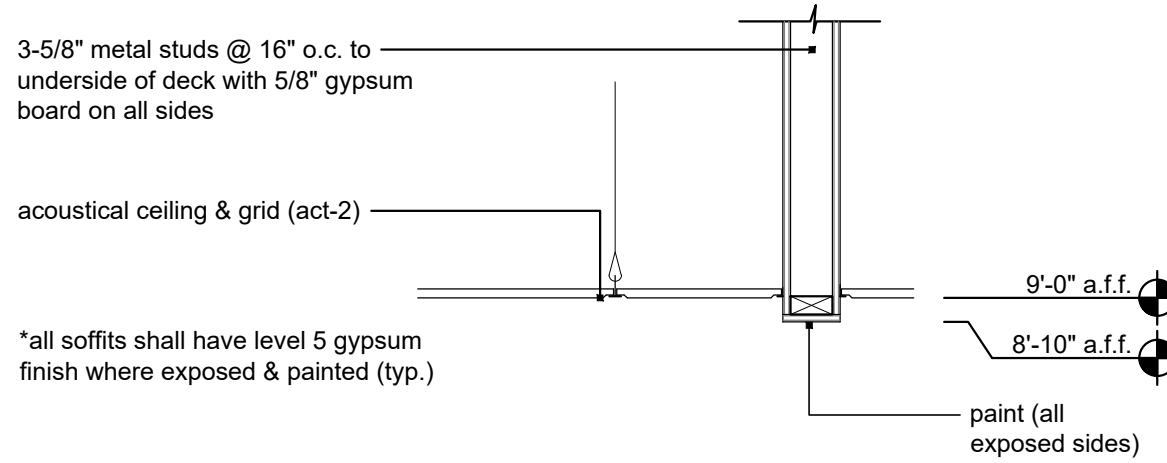 3-5/8" metal studs @ 16" o.c. to
underside of deck with 5/8" gypsum
board on all sides
acoustical ceiling & grid (act-2)
9'-0" a.f.f.
*all soffits shall have level 5 gypsum
finish where exposed & painted (typ.)
8'-10" a.f.f.
paint (all
exposed sides)